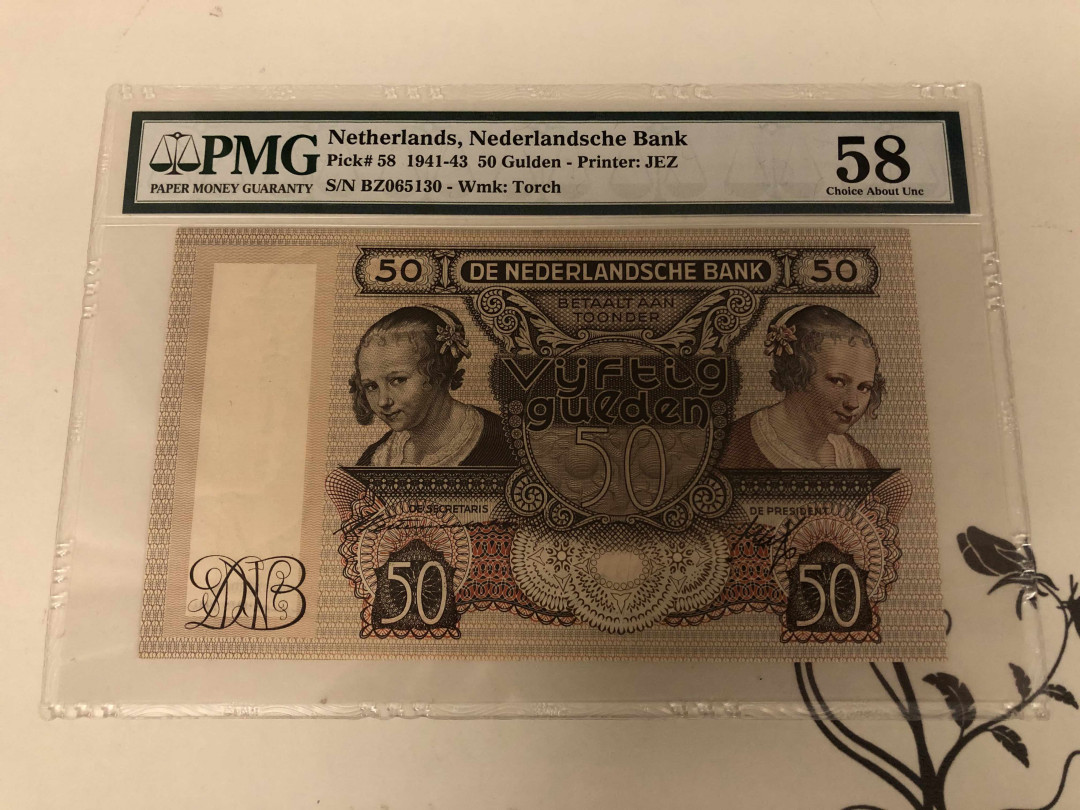 PMG
PAPER MONEY GUARANTY
Netherlands, Nederlandsche Bank
Pick# 58 1941-43 50 Gulden - Printer: JEZ
S/N BZ065130 - Wmk: Torch
58
Choice About Unc
50 DE NEDERLANDSCHE BANK 50
BETAALT AAN
TOONDER
Vijftig
gulden
50
DE SECRETARIS
DE PRESIDENT
DNB
50
50